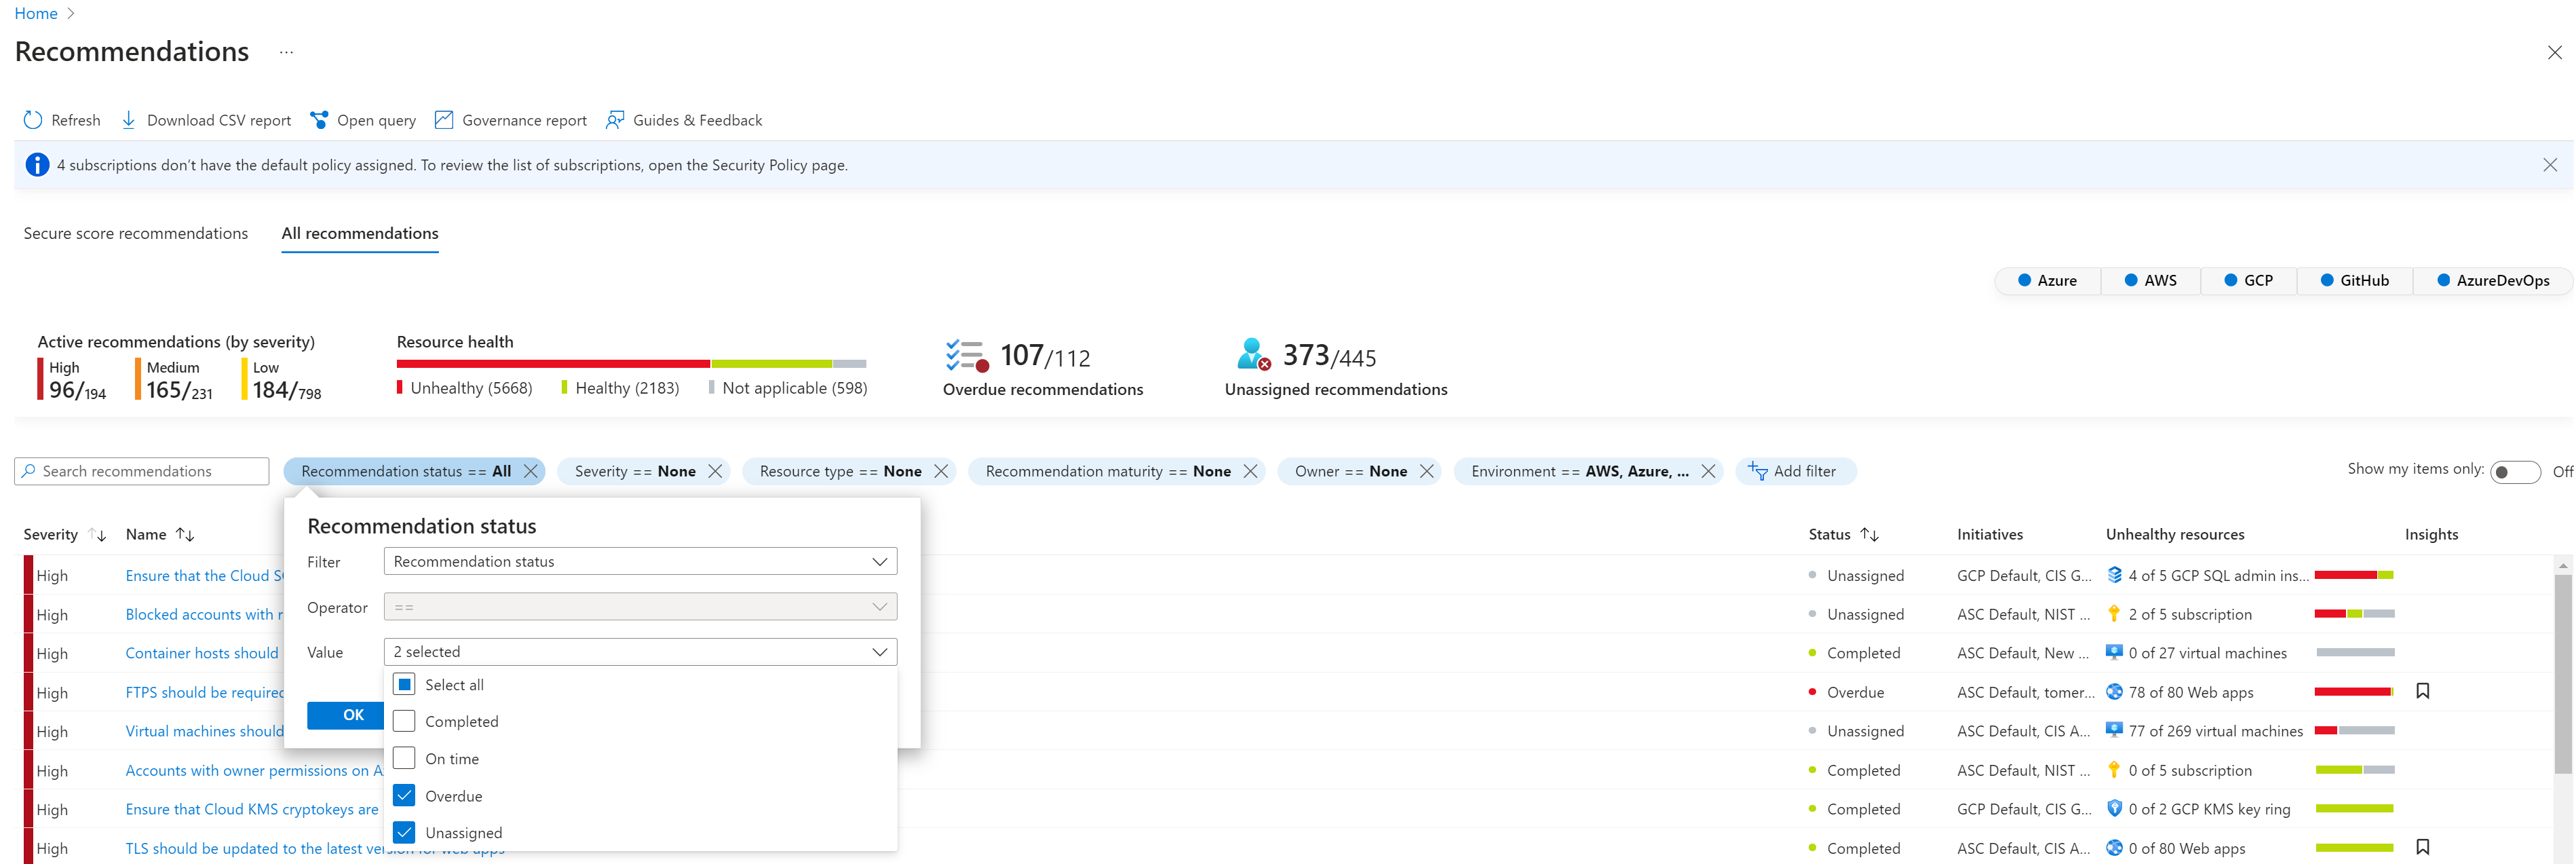 Home
Recommendations ...
Refresh Download CSV report Open query Governance report Guides & Feedback
4 subscriptions don't have the default policy assigned. To review the list of subscriptions, open the Security Policy page.
Secure score recommendations All recommendations
Azure AWS GCP GitHub AzureDevOps
Active recommendations (by severity)
High Medium Low
96/194 165/231 184/798
Resource health
Unhealthy (5668) Healthy (2183) Not applicable (598)
107/112
Overdue recommendations
373/445
Unassigned recommendations
Search recommendations Recommendation status == All Severity == None Resource type == None Recommendation maturity == None Owner == None Environment == AWS, Azure, ... Add filter Show my items only: Off
Recommendation status
Filter Recommendation status
Operator ==
Value 2 selected
Select all
Completed
On time
Overdue
Unassigned
OK
Severity Name Status Initiatives Unhealthy resources Insights
High Ensure that the Cloud Unassigned GCP Default, CIS G... 4 of 5 GCP SQL admin ins...
High Blocked accounts with Unassigned ASC Default, NIST ... 2 of 5 subscription
High Container hosts should Completed ASC Default, New ... 0 of 27 virtual machines
High FTPS should be required Overdue ASC Default, tomer... 78 of 80 Web apps
High Virtual machines should Unassigned ASC Default, CIS A... 77 of 269 virtual machines
High Accounts with owner permissions on Completed ASC Default, NIST ... 0 of 5 subscription
High Ensure that Cloud KMS cryptokeys are Completed GCP Default, CIS G... 0 of 2 GCP KMS key ring
High TLS should be updated to the latest version for web apps Completed ASC Default, CIS A... 0 of 80 Web apps